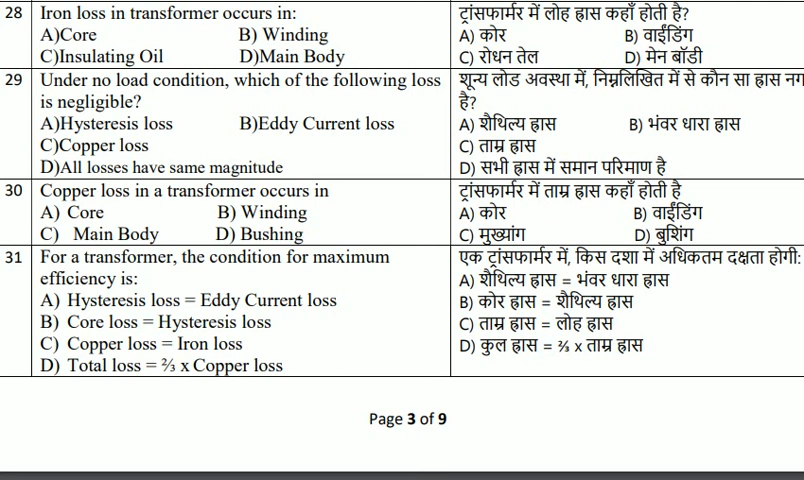 28 Iron loss in transformer occurs in: ट्रांसफार्मर में लोह ह्रास कहाँ होती है?
A)Core B) Winding A) कोर B) वाईंडिंग
C)Insulating Oil D)Main Body C) रोधन तेल D) मेन बॉडी
29 Under no load condition, which of the following loss शून्य लोड अवस्था में, निम्नलिखित में से कौन सा ह्रास
is negligible? है?
A)Hysteresis loss B)Eddy Current loss A) शैथिल्य ह्रास B) भंवर धारा ह्रास
C)Copper loss C) ताम्र ह्रास
D)All losses have same magnitude D) सभी ह्रास में समान परिमाण है
30 Copper loss in a transformer occurs in ट्रांसफार्मर में ताम्र ह्रास कहाँ होती है
A) Core B) Winding A) कोर B) वाईंडिंग
C) Main Body D) Bushing C) मुख्यांग D) बुशिंग
31 For a transformer, the condition for maximum एक ट्रांसफार्मर में, किस दशा में अधिकतम दक्षता होगी:
efficiency is: A) शैथिल्य ह्रास = भंवर धारा ह्रास
A) Hysteresis loss = Eddy Current loss B) कोर ह्रास = शैथिल्य ह्रास
B) Core loss = Hysteresis loss C) ताम्र ह्रास = लोह ह्रास
C) Copper loss = Iron loss D) कुल ह्रास = ⅔ x ताम्र ह्रास
D) Total loss = ⅔ x Copper loss
Page 3 of 9